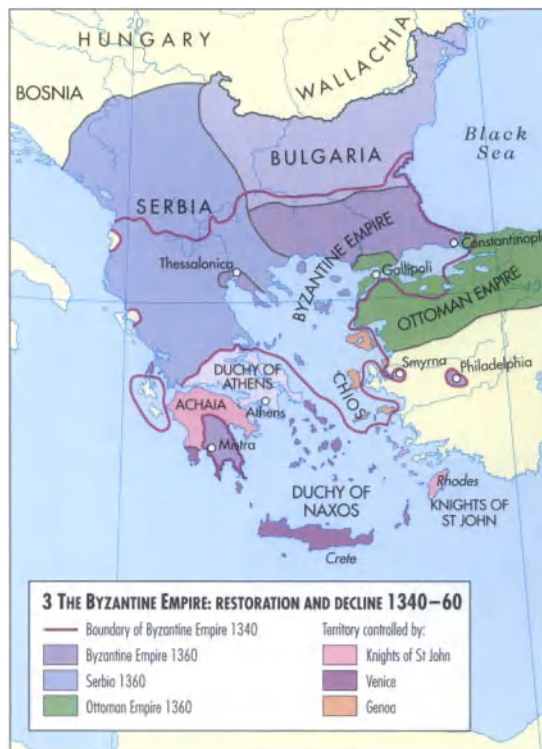 20°
30°
HUNGARY
WALLACHIA
BOSNIA
Black
Sea
BULGARIA
SERBIA
BYZANTINE EMPIRE
Constantinopl
Thessalonica
Gallipoli
OTTOMAN EMPIRE
DUCHY OF
ATHENS
Smyrna
Philadelphia
CHIOS
ACHAIA
Athens
Mistra
Rhodes
DUCHY OF
NAXOS
KNIGHTS OF
ST JOHN
Crete
3 THE BYZANTINE EMPIRE: RESTORATION AND DECLINE 1340–60
Boundary of Byzantine Empire 1340
Byzantine Empire 1360
Serbia 1360
Ottoman Empire 1360
Territory controlled by:
Knights of St John
Venice
Genoa